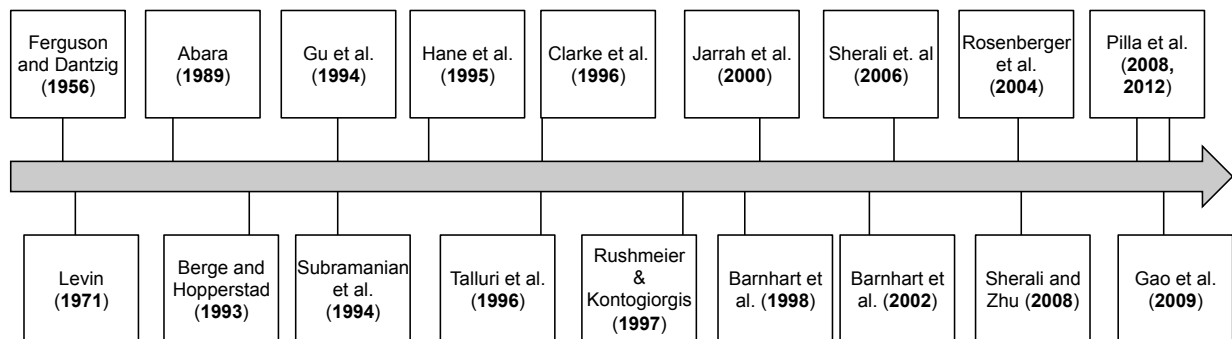 Ferguson
and Dantzig
(1956)
Abara
(1989)
Gu et al.
(1994)
Hane et al.
(1995)
Clarke et al.
(1996)
Jarrah et al.
(2000)
Sherali et. al
(2006)
Rosenberger
et al.
(2004)
Pilla et al.
(2008,
2012)
Levin
(1971)
Berge and
Hopperstad
(1993)
Subramanian
et al.
(1994)
Talluri et al.
(1996)
Rushmeier
&
Kontogiorgis
(1997)
Barnhart et
al. (1998)
Barnhart et
al. (2002)
Sherali and
Zhu (2008)
Gao et al.
(2009)